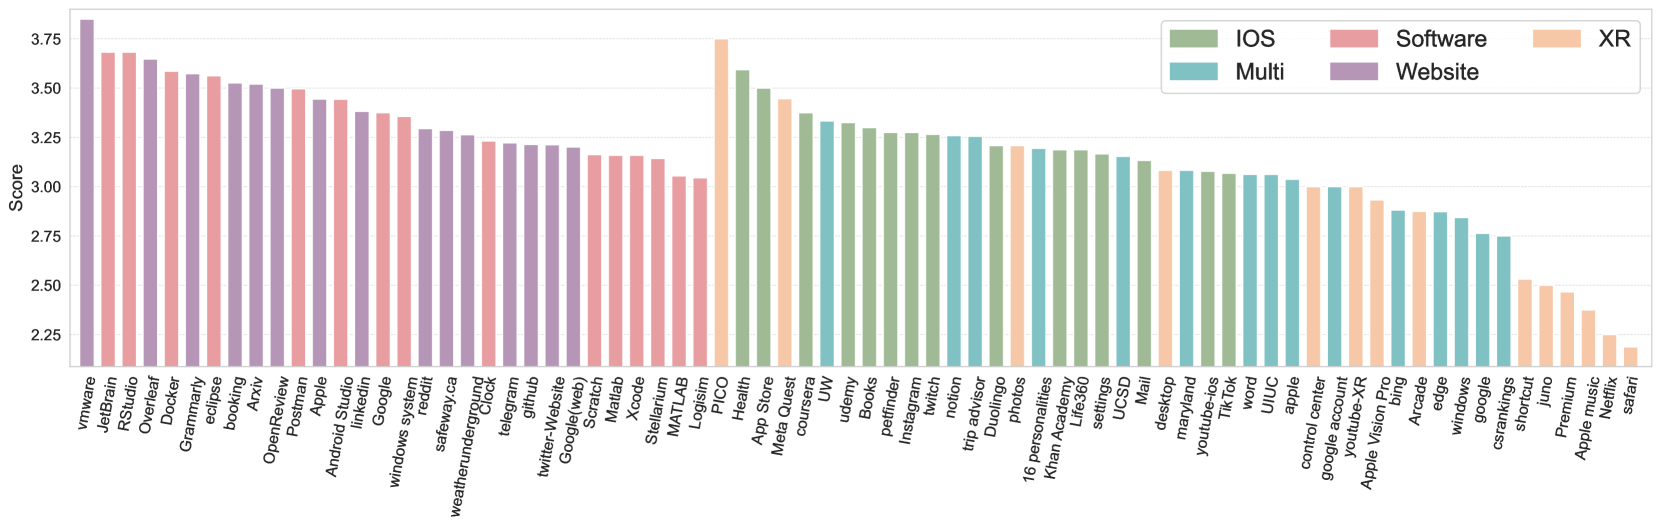 3.75
3.50
3.25
3.00
2.75
2.50
2.25
Score
IOS
Multi
Software
Website
XR
vmware
JetBrain
RStudio
Overleaf
Docker
Grammarly
eclipse
booking
Arxiv
OpenReview
Postman
Apple
Android Studio
linkedin
Google
windows system
reddit
safeway.ca
weatherunderground
Clock
telegram
github
twitter-Website
Google(web)
Scratch
Matlab
Xcode
Stellarium
MATLAB
Logisim
PICO
Health
App Store
Meta Quest
coursera
UW
udemy
Books
petfinder
Instagram
twitch
notion
trip advisor
Duolingo
photos
16 personalities
Khan Academy
Life360
settings
UCSD
Mail
desktop
maryland
youtulbe-ios
TikTok
word
UIUC
apple
control center
google account
youtube-XR
Apple Vision Pro
bing
Arcade
edge
windows
google
csrankings
shortcut
juno
Premium
Apple music
Netflix
safari